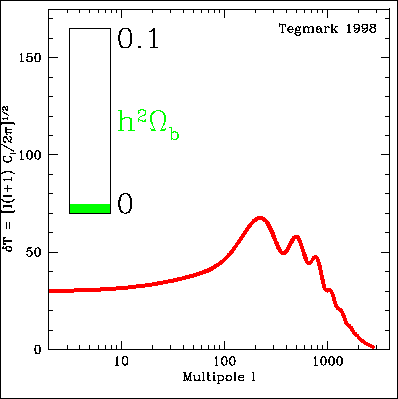 Tegmark 1998
0.1
h²Ω_b
0
150
100
50
0
δT = [l(l+1) C_l/2π]^1/2
10 100 1000
Multipole l